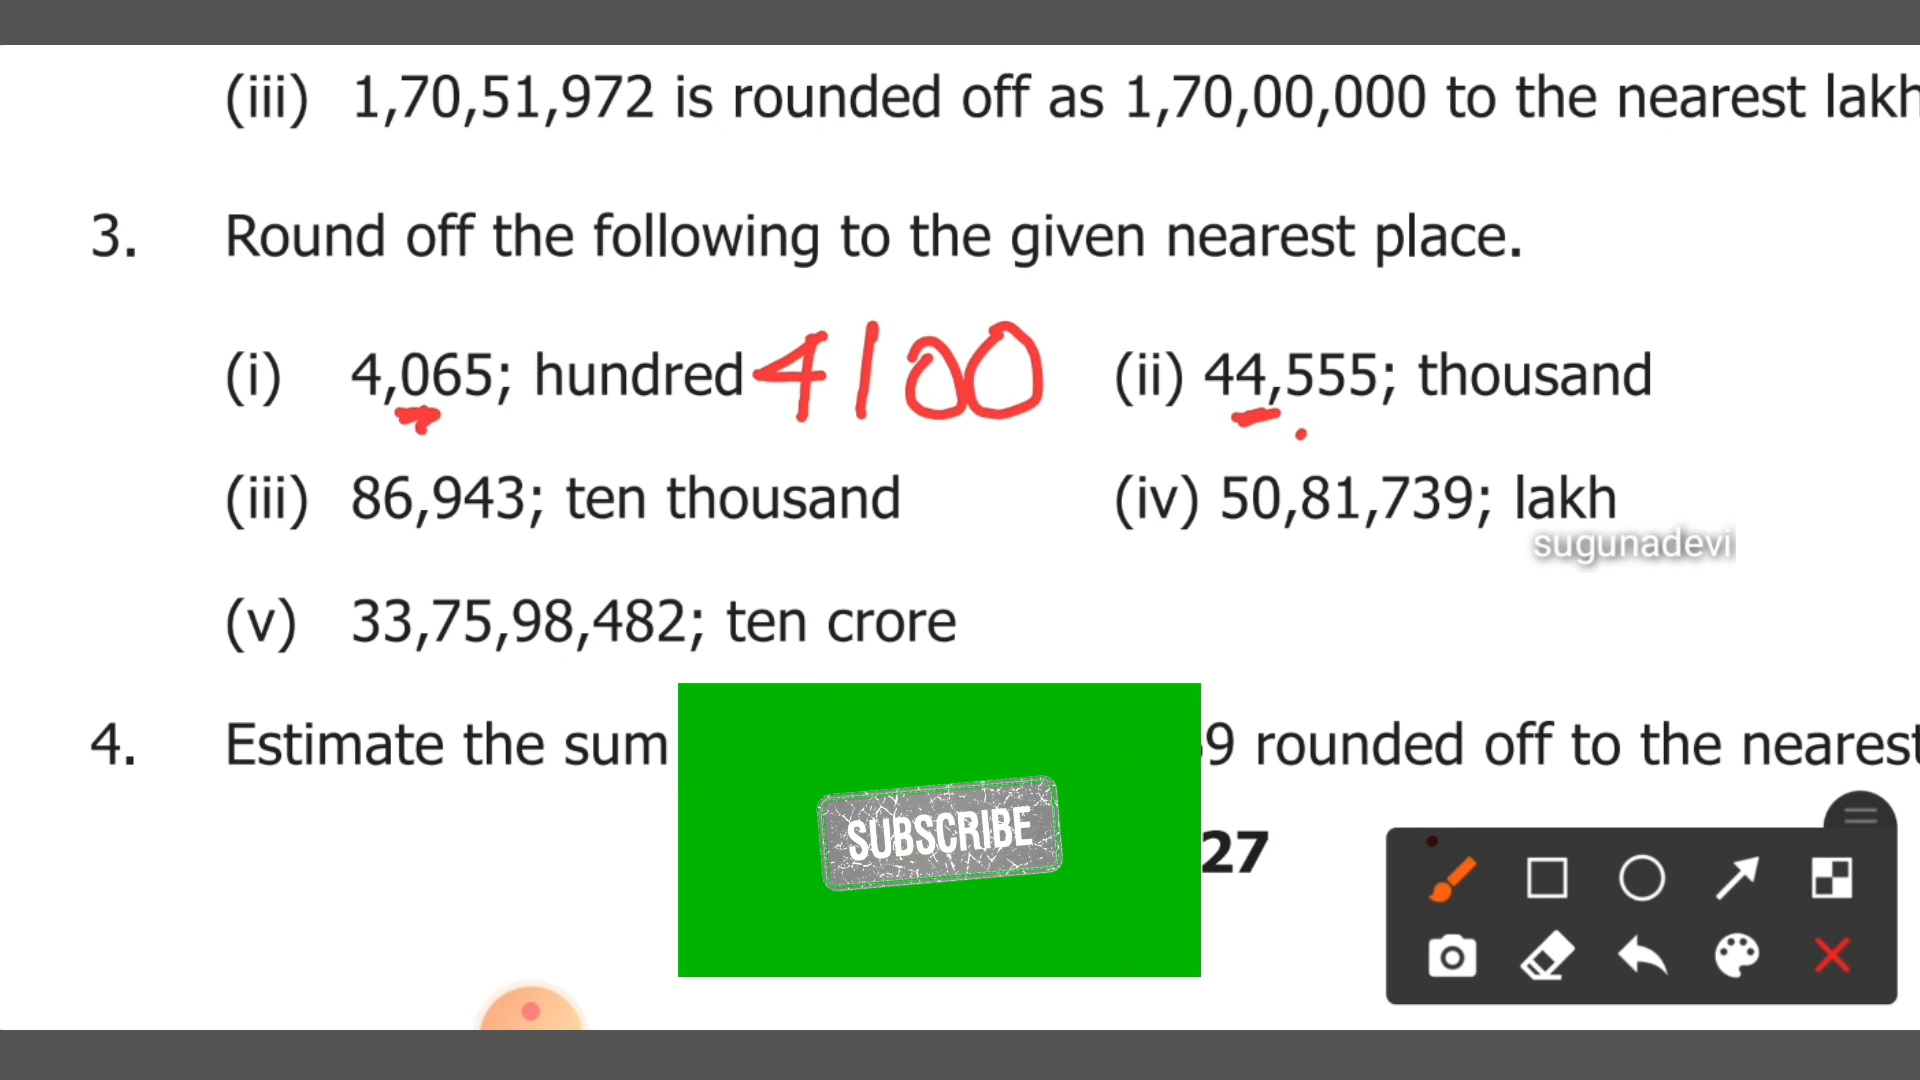 (iii) 1,70,51,972 is rounded off as 1,70,00,000 to the nearest lakh
3. Round off the following to the given nearest place.
(i) 4,065; hundred 4100 (ii) 44,555; thousand
(iii) 86,943; ten thousand (iv) 50,81,739; lakh
sugunadevi
(v) 33,75,98,482; ten crore
4. Estimate the sum 9 rounded off to the nearest
SUBSCRIBE
27